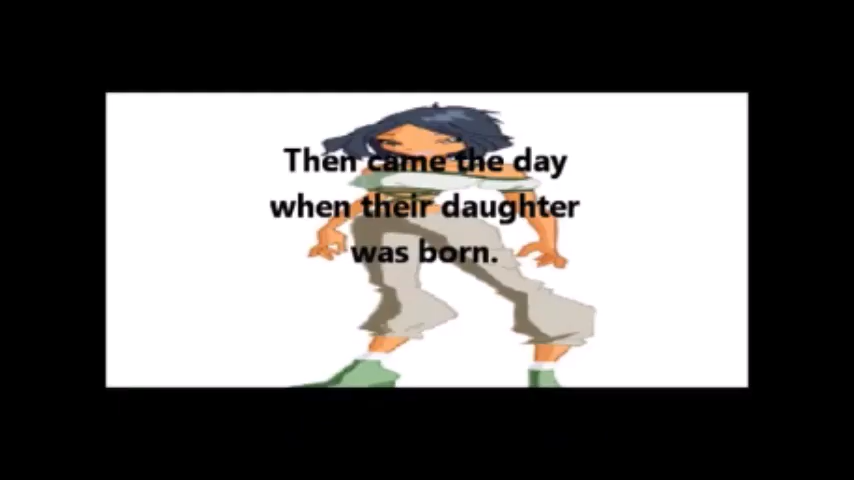 Then came the day
when their daughter
was born.